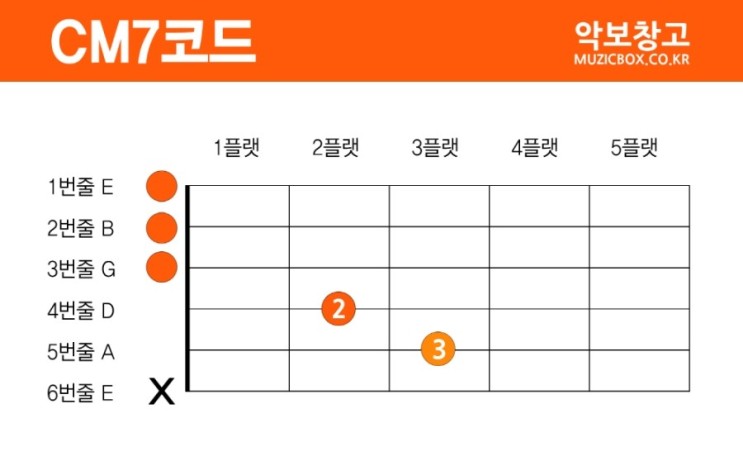 CM7코드
악보창고
MUZICBOX.CO.KR
1플랫 2플랫 3플랫 4플랫 5플랫
1번줄 E
2번줄 B
3번줄 G
4번줄 D 2
5번줄 A 3
6번줄 E X